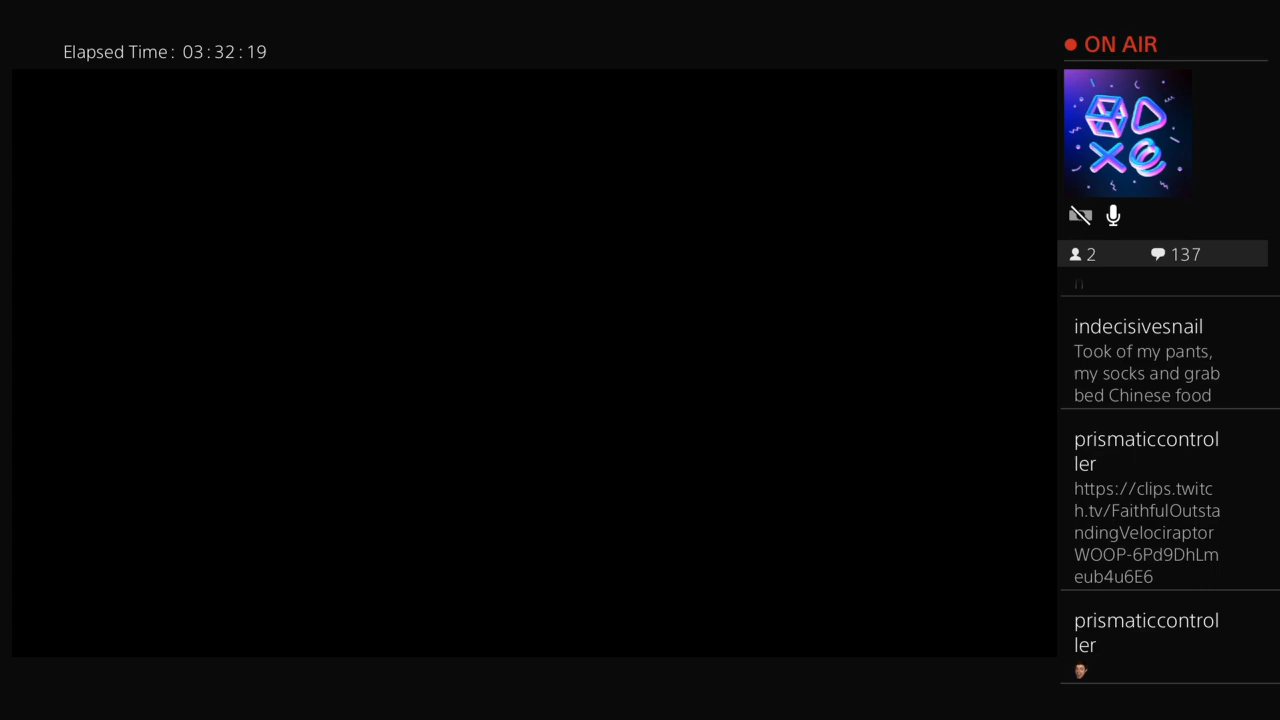 Elapsed Time: 03:32:19
ON AIR
2 137
indecisivesnail
Took of my pants,
my socks and grab
bed Chinese food
prismaticcontrol
ler
https://clips.twitc
h.tv/FaithfulOutsta
ndingVelociraptor
WOOP-6Pd9DhLm
eub4u6E6
prismaticcontrol
ler